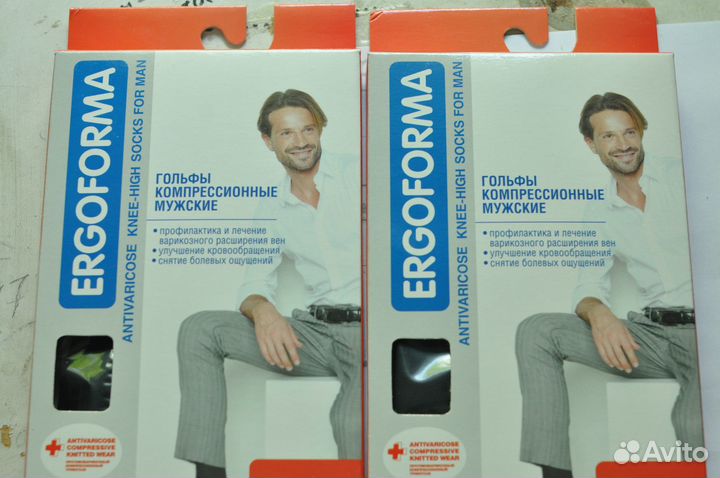 ERGOFORMA
ANTIVARICOSE KNEE-HIGH SOCKS FOR MAN
ГОЛЬФЫ
КОМПРЕССИОННЫЕ
МУЖСКИЕ
• профилактика и лечение
варикозного расширения вен
• улучшение кровообращения
• снятие болевых ощущений
ANTIVARICOSE
COMPRESSIVE
KNITTED WEAR
ERGOFORMA
ANTIVARICOSE KNEE-HIGH SOCKS FOR MAN
ГОЛЬФЫ
КОМПРЕССИОННЫЕ
МУЖСКИЕ
• профилактика и лечение
варикозного расширения вен
• улучшение кровообращения
• снятие болевых ощущений
ANTIVARICOSE
COMPRESSIVE
KNITTED WEAR
Avito